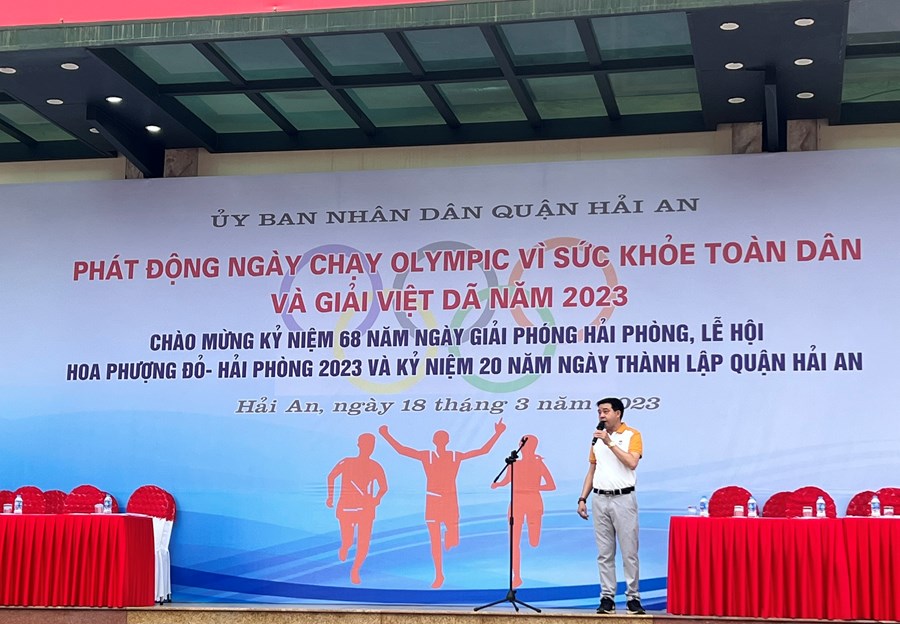 ỦY BAN NHÂN DÂN QUẬN HẢI AN
PHÁT ĐỘNG NGÀY CHẠY OLYMPIC VÌ SỨC KHỎE TOÀN DÂN
VÀ GIẢI VIỆT DÃ NĂM 2023
CHÀO MỪNG KỶ NIỆM 68 NĂM NGÀY GIẢI PHÓNG HẢI PHÒNG, LỄ HỘI
HOA PHƯỢNG ĐỎ- HẢI PHÒNG 2023 VÀ KỶ NIỆM 20 NĂM NGÀY THÀNH LẬP QUẬN HẢI AN
Hải An, ngày 18 tháng 3 năm 2023